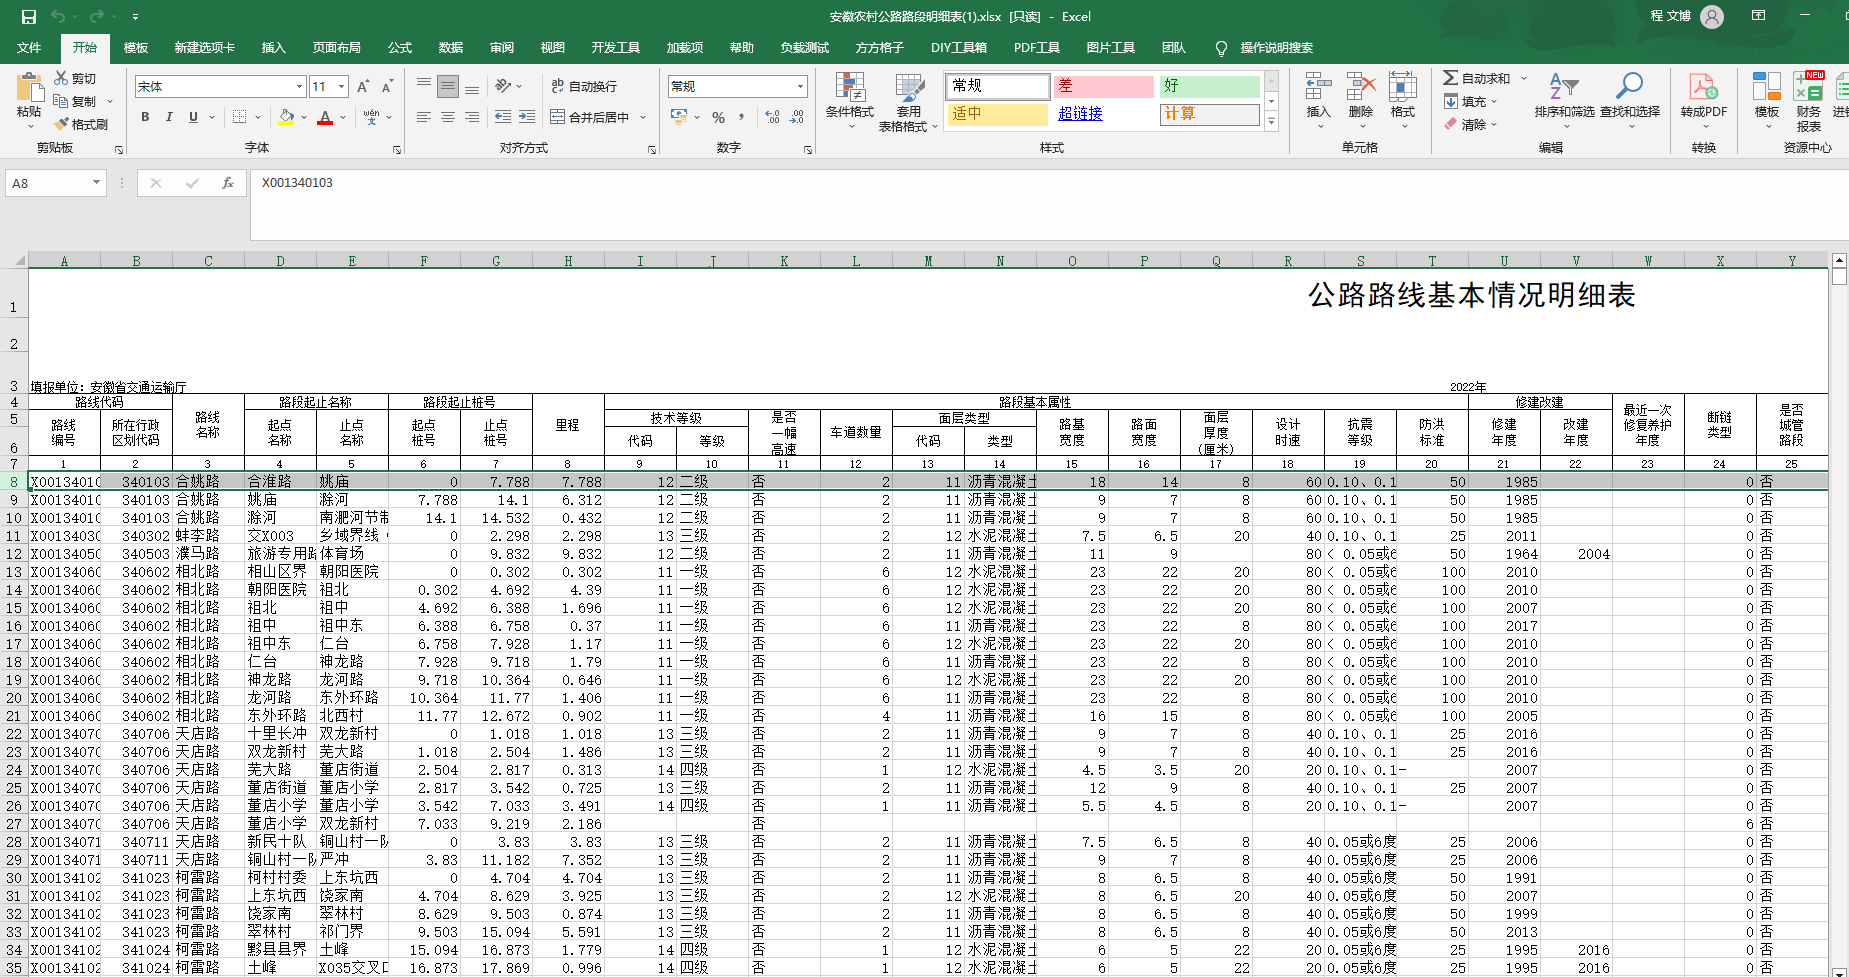 安徽农村公路路段明细表(1).xlsx [只读] - Excel
程 文博
文件 开始 模板 新建选项卡 插入 页面布局 公式 数据 审阅 视图 开发工具 加载项 帮助 负载测试 方方格子 DIY工具箱 PDF工具 图片工具 团队 操作说明搜索
粘贴 剪切 复制 格式刷 剪贴板
宋体 11 B I U A 字体
自动换行 合并后居中 对齐方式
常规 % 数字
条件格式 套用表格格式 常规 差 好 适中 超链接 计算 样式
插入 删除 格式 单元格
自动求和 填充 清除 排序和筛选 查找和选择 编辑
转成PDF 转换
模板 NEW 财务报表 资源中心
A8 fx X001340103
A B C D E F G H I J K L M N O P Q R S T U V W X Y
1 公路路线基本情况明细表
2
3 填报单位：安徽省交通运输厅 2022年
4 路线代码 路线名称 路段起止名称 路段起止桩号 里程 路段基本属性 修建改建 最近一次修复养护年度 断链类型 是否城管路段
5 路线编号 所在行政区划代码 起点名称 止点名称 起点桩号 止点桩号 技术等级 是否一幅高速 车道数量 面层类型 路基宽度 路面宽度 面层厚度(厘米) 设计时速 抗震等级 防洪标准 修建年度 改建年度
6 代码 等级 代码 类型
7 1 2 3 4 5 6 7 8 9 10 11 12 13 14 15 16 17 18 19 20 21 22 23 24 25
8 X00134010 340103 合姚路 合淮路 姚庙 0 7.788 7.788 12 二级 否 2 11 沥青混凝土 18 14 8 60 0.10、0.1 50 1985 0 否
9 X00134010 340103 合姚路 姚庙 滁河 7.788 14.1 6.312 12 二级 否 2 11 沥青混凝土 9 7 8 60 0.10、0.1 50 1985 0 否
10 X00134010 340103 合姚路 滁河 南淝河节制 14.1 14.532 0.432 12 二级 否 2 11 沥青混凝土 9 7 8 60 0.10、0.1 50 1985 0 否
11 X00134030 340302 蚌李路 交X003 乡域界线 0 2.298 2.298 13 三级 否 2 12 水泥混凝土 7.5 6.5 20 40 0.10、0.1 25 2011 0 否
12 X00134050 340503 濮马路 旅游专用路 体育场 0 9.832 9.832 12 二级 否 2 11 沥青混凝土 11 9 80 < 0.05或6 50 1964 2004 0 否
13 X00134060 340602 相北路 相山区界 朝阳医院 0 0.302 0.302 11 一级 否 6 12 水泥混凝土 23 22 20 80 < 0.05或6 100 2010 0 否
14 X00134060 340602 相北路 朝阳医院 祖北 0.302 4.692 4.39 11 一级 否 6 12 水泥混凝土 23 22 20 80 < 0.05或6 100 2010 0 否
15 X00134060 340602 相北路 祖北 祖中 4.692 6.388 1.696 11 一级 否 6 12 水泥混凝土 23 22 20 80 < 0.05或6 100 2007 0 否
16 X00134060 340602 相北路 祖中 祖中东 6.388 6.758 0.37 11 一级 否 6 11 沥青混凝土 23 22 8 80 < 0.05或6 100 2017 0 否
17 X00134060 340602 相北路 祖中东 仁台 6.758 7.928 1.17 11 一级 否 6 12 水泥混凝土 23 22 20 80 < 0.05或6 100 2010 0 否
18 X00134060 340602 相北路 仁台 神龙路 7.928 9.718 1.79 11 一级 否 6 11 沥青混凝土 23 22 8 80 < 0.05或6 100 2010 0 否
19 X00134060 340602 相北路 神龙路 龙河路 9.718 10.364 0.646 11 一级 否 6 12 水泥混凝土 23 22 20 80 < 0.05或6 100 2010 0 否
20 X00134060 340602 相北路 龙河路 东外环路 10.364 11.77 1.406 11 一级 否 6 11 沥青混凝土 23 22 8 80 < 0.05或6 100 2010 0 否
21 X00134060 340602 相北路 东外环路 北西村 11.77 12.672 0.902 11 一级 否 4 11 沥青混凝土 16 15 8 80 < 0.05或6 100 2005 0 否
22 X00134070 340706 天店路 十里长冲 双龙新村 0 1.018 1.018 13 三级 否 2 11 沥青混凝土 9 7 8 40 0.10、0.1 25 2016 0 否
23 X00134070 340706 天店路 双龙新村 芜大路 1.018 2.504 1.486 13 三级 否 2 11 沥青混凝土 9 7 8 40 0.10、0.1 25 2016 0 否
24 X00134070 340706 天店路 芜大路 董店街道 2.504 2.817 0.313 14 四级 否 1 12 水泥混凝土 4.5 3.5 20 20 0.10、0.1 - 2007 0 否
25 X00134070 340706 天店路 董店街道 董店小学 2.817 3.542 0.725 13 三级 否 2 11 沥青混凝土 12 9 8 40 0.10、0.1 25 2007 0 否
26 X00134070 340706 天店路 董店小学 董店小学 3.542 7.033 3.491 14 四级 否 1 11 沥青混凝土 5.5 4.5 8 20 0.10、0.1 - 2007 0 否
27 X00134070 340706 天店路 董店小学 双龙新村 7.033 9.219 2.186 否 6 否
28 X00134071 340711 天店路 新民十队 铜山村一队 0 3.83 3.83 13 三级 否 2 11 沥青混凝土 7.5 6.5 8 40 0.05或6度 25 2006 0 否
29 X00134071 340711 天店路 铜山村一队 严冲 3.83 11.182 7.352 13 三级 否 2 11 沥青混凝土 9 7 8 40 0.05或6度 25 2006 0 否
30 X00134102 341023 柯雷路 柯村村委 上东坑西 0 4.704 4.704 13 三级 否 2 11 沥青混凝土 8 6.5 8 40 0.05或6度 50 1991 0 否
31 X00134102 341023 柯雷路 上东坑西 饶家南 4.704 8.629 3.925 13 三级 否 2 12 水泥混凝土 8 6.5 20 40 0.05或6度 50 2007 0 否
32 X00134102 341023 柯雷路 饶家南 翠林村 8.629 9.503 0.874 13 三级 否 2 11 沥青混凝土 8 6.5 8 40 0.05或6度 50 1999 0 否
33 X00134102 341023 柯雷路 翠林村 祁门界 9.503 15.094 5.591 13 三级 否 2 11 沥青混凝土 8 6.5 8 40 0.05或6度 50 2013 0 否
34 X00134102 341024 柯雷路 黟县县界 土峰 15.094 16.873 1.779 14 四级 否 1 12 水泥混凝土 6 5 22 20 0.05或6度 25 1995 2016 0 否
35 X00134102 341024 柯雷路 土峰 X035交叉口 16.873 17.869 0.996 14 四级 否 1 12 水泥混凝土 6 5 22 20 0.05或6度 25 1995 2016 0 否